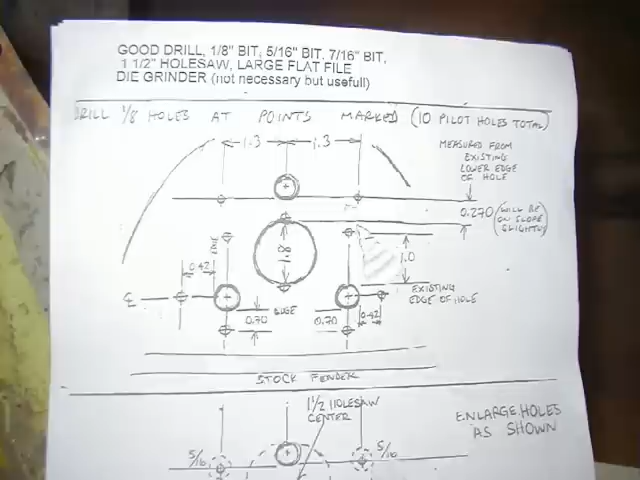 GOOD DRILL, 1/8" BIT, 5/16" BIT. 7/16" BIT,
1 1/2" HOLESAW, LARGE FLAT FILE
DIE GRINDER (not necessary but usefull)
DRILL 1/8 HOLES AT POINTS MARKED (10 PILOT HOLES TOTAL)
1.3 1.3
MEASURED FROM
EXISTING
LOWER EDGE
OF HOLE
0.270 (WILL BE
ON SLOPE
SLIGHTLY)
1.8
1.0
0.42
EXISTING
EDGE OF HOLE
0.70
EDGE
0.70
0.42
STOCK FENDER
1 1/2 HOLESAW
CENTER
ENLARGE HOLES
AS SHOWN
5/16
5/16